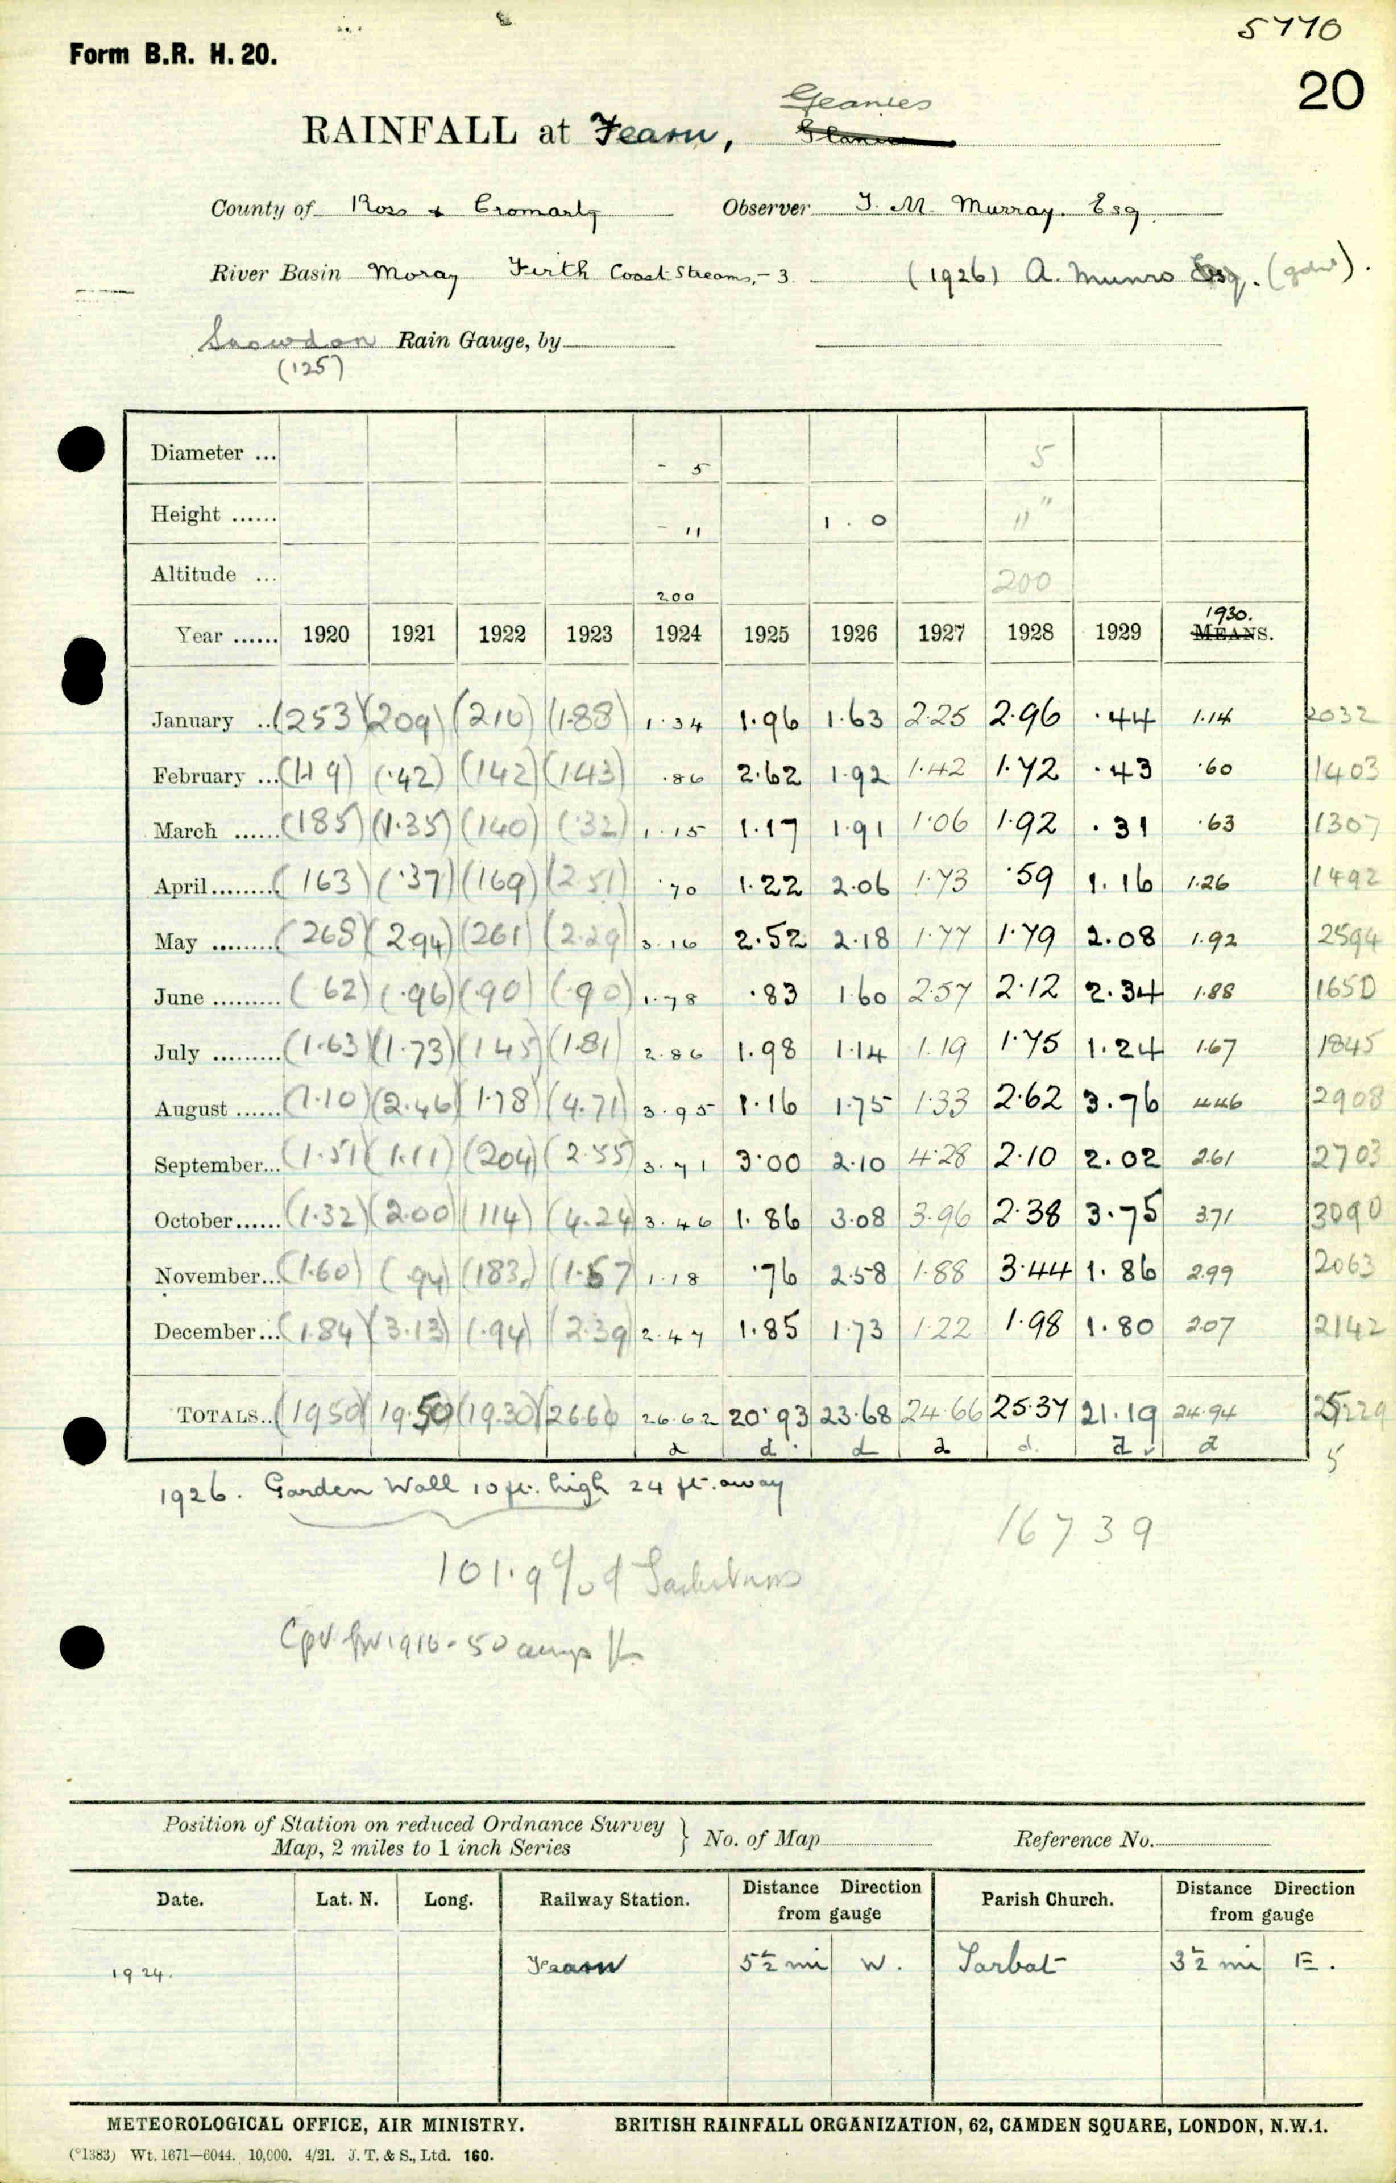 5770
Form B.R. H. 20.
20
Geanies
RAINFALL at Fearn,
County of Ross & Cromarty Observer T. M. Murray. Esq.
River Basin Moray Firth Coast Streams,- 3 (1926) A. Munro Esq. (gdnr).
Snowdon Rain Gauge, by
(125)
Diameter ... - 5 5
Height ...... - 11 1 . 0 11"
Altitude ... 200 200
1930.
Year ...... 1920 1921 1922 1923 1924 1925 1926 1927 1928 1929 MEANS.
January ..(253) (209) (210) (1.88) 1.34 1.96 1.63 2.25 2.96 .44 1.14 2032
February ...(119) (.42) (142) (143) .86 2.62 1.92 1.42 1.72 .43 .60 1403
March ......(185) (1.35) (140) (.32) 1.15 1.17 1.91 1.06 1.92 .31 .63 1307
April.........(163) (.37) (169) (2.51) .70 1.22 2.06 1.73 .59 1.16 1.26 1492
May .........(268) (2.94) (261) (2.29) 3.16 2.52 2.18 1.77 1.79 2.08 1.92 2594
June .........(62) (.96) (.90) (.90) 1.78 .83 1.60 2.57 2.12 2.34 1.88 1650
July .........(1.63) (1.73) (145) (1.81) 2.86 1.98 1.14 1.19 1.75 1.24 1.67 1845
August ......(1.10) (2.46) 1.78 (4.71) 3.95 1.16 1.75 1.33 2.62 3.76 4.46 2908
September...(1.51) (1.11) (204) (2.55) 3.71 3.00 2.10 4.28 2.10 2.02 2.61 2703
October......(1.32) (2.00) (114) (4.24) 3.46 1.86 3.08 3.96 2.38 3.75 3.71 3090
November...(1.60) (.94) (183) (1.67) 1.18 .76 2.58 1.88 3.44 1.86 2.99 2063
December...(1.84) (3.13) (1.94) (2.39) 2.47 1.85 1.73 1.22 1.98 1.80 2.07 2142
TOTALS..(1950) 19.50 (19.30) (26.60) 26.62 20.93 23.68 24.66 25.37 21.19 24.94 25229
d d d d d. d d 5
1926. Garden Wall 10 ft. high 24 ft. away
16739
101.9% of
1916-50
Position of Station on reduced Ordnance Survey
Map, 2 miles to 1 inch Series } No. of Map Reference No.
Date. Lat. N. Long. Railway Station. Distance Direction from gauge Parish Church. Distance Direction from gauge
1924. Fearn 5½ mi W. Tarbat 3½ mi E.
METEOROLOGICAL OFFICE, AIR MINISTRY. BRITISH RAINFALL ORGANIZATION, 62, CAMDEN SQUARE, LONDON, N.W.1.
(*1383) Wt. 1671—6044. 10,000. 4/21. J. T. & S., Ltd. 160.